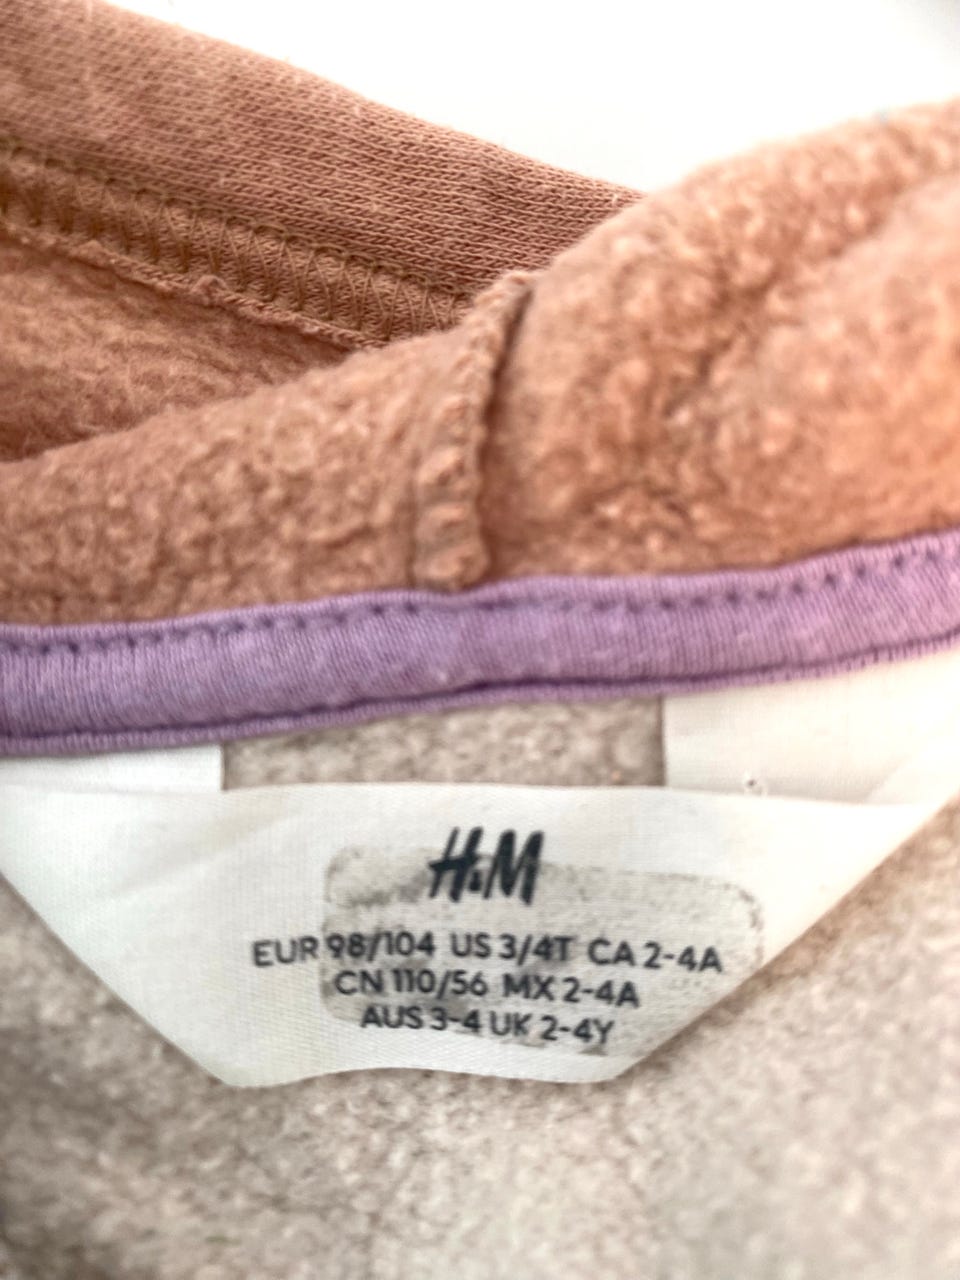 H&M
EUR 98/104 US 3/4T CA 2-4A
CN 110/56 MX 2-4A
AUS 3-4 UK 2-4Y